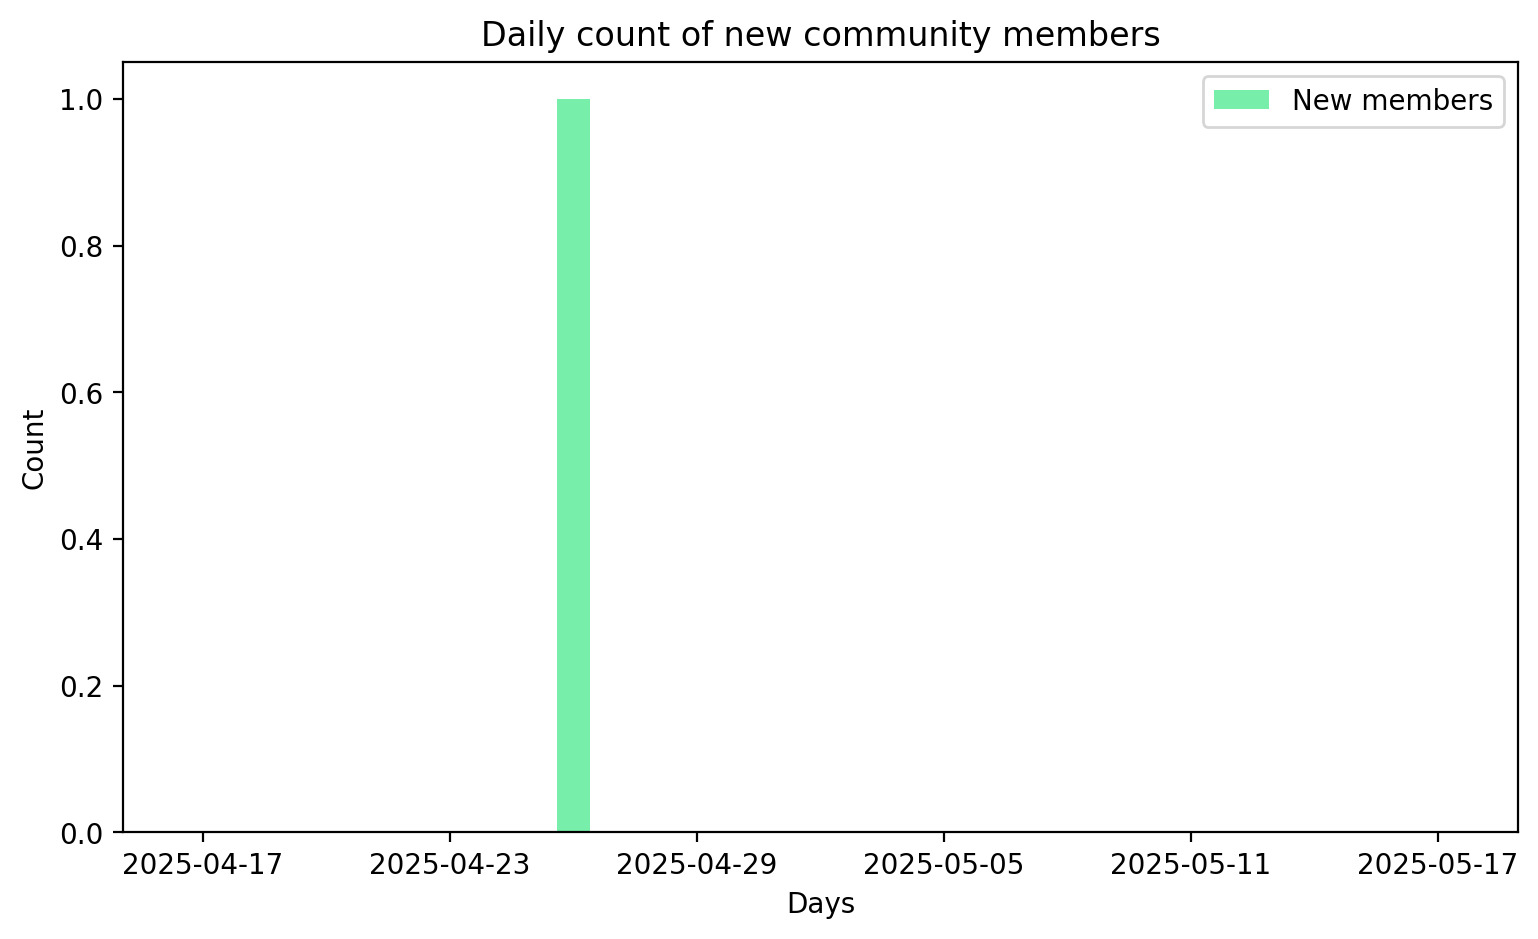 Daily count of new community members
New members
1.0
0.8
0.6
0.4
0.2
0.0
Count
2025-04-17 2025-04-23 2025-04-29 2025-05-05 2025-05-11 2025-05-17
Days